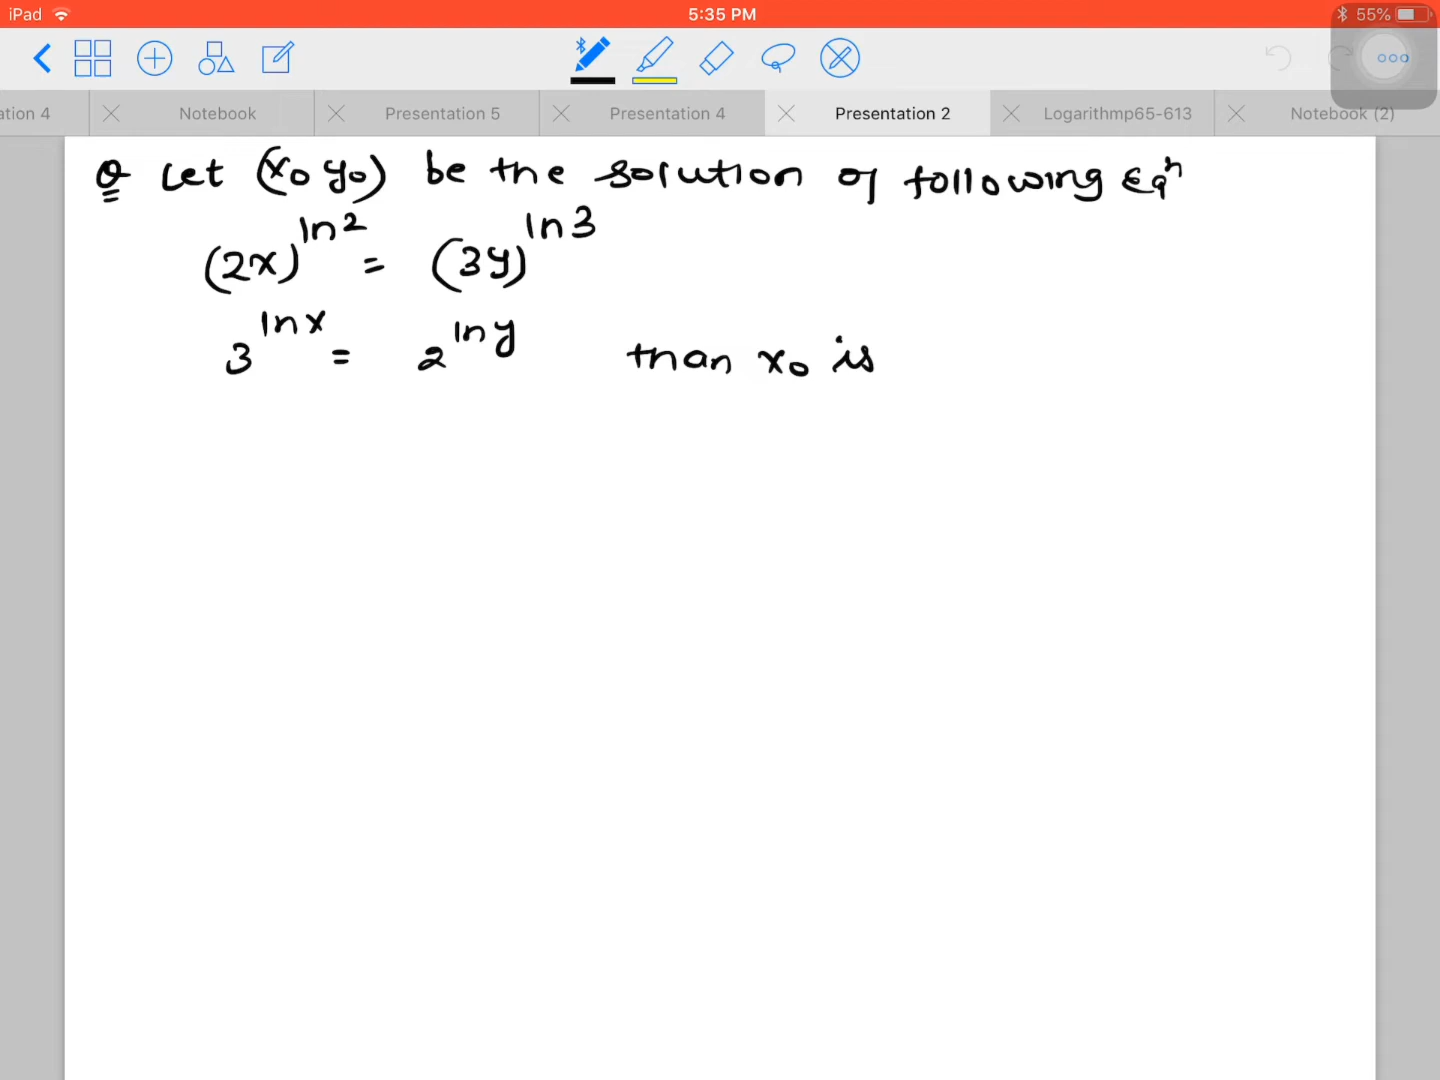 iPad 5:35 PM 55%
ation 4 Notebook Presentation 5 Presentation 4 Presentation 2 Logarithmp65-613 Notebook (2)
Q Let (x₀ y₀) be the solution of following Eqⁿ
(2x)^ln2 = (3y)^ln3
3^lnx = 2^lny than x₀ is